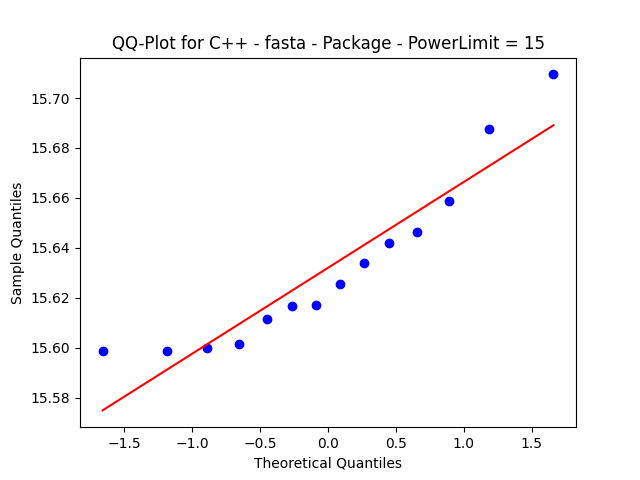 QQ-Plot for C++ - fasta - Package - PowerLimit = 15
15.70
15.68
15.66
15.64
15.62
15.60
15.58
Sample Quantiles
−1.5 −1.0 −0.5 0.0 0.5 1.0 1.5
Theoretical Quantiles